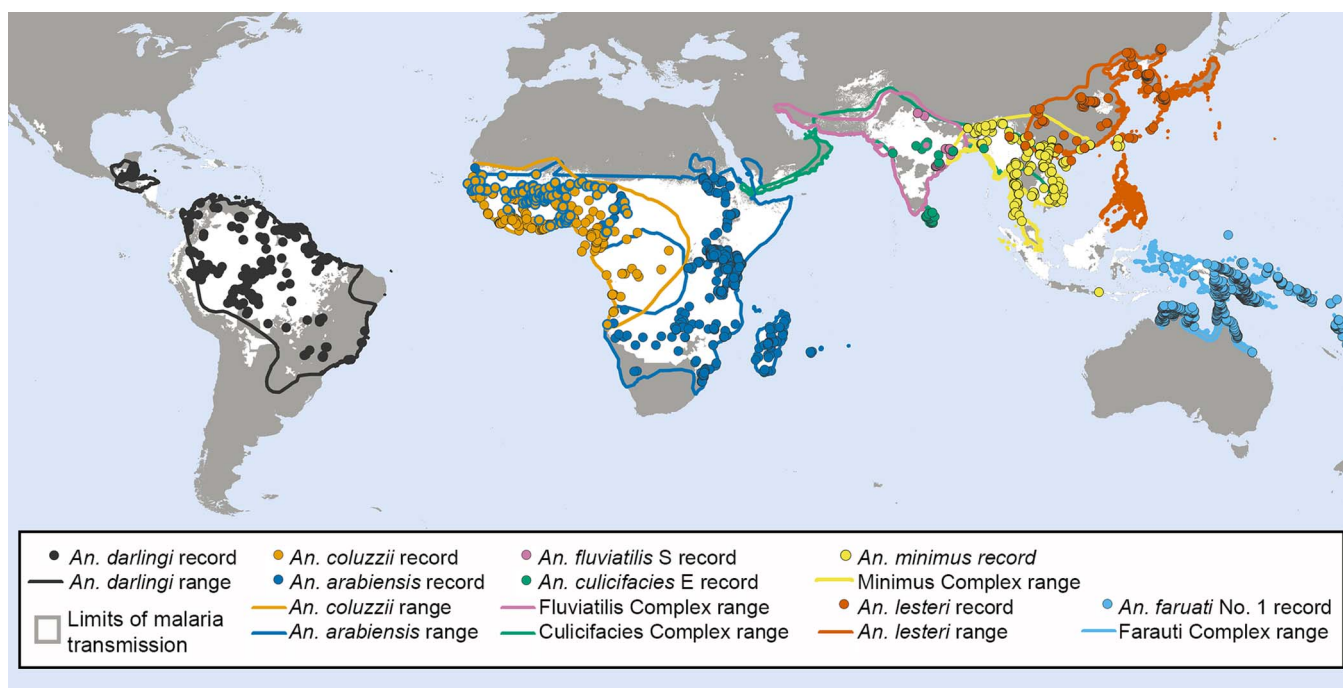 An. darlingi record
An. darlingi range
Limits of malaria
transmission
An. coluzzii record
An. arabiensis record
An. coluzzii range
An. arabiensis range
An. fluviatilis S record
An. culicifacies E record
Fluviatilis Complex range
Culicifacies Complex range
An. minimus record
Minimus Complex range
An. lesteri record
An. lesteri range
An. faruati No. 1 record
Farauti Complex range